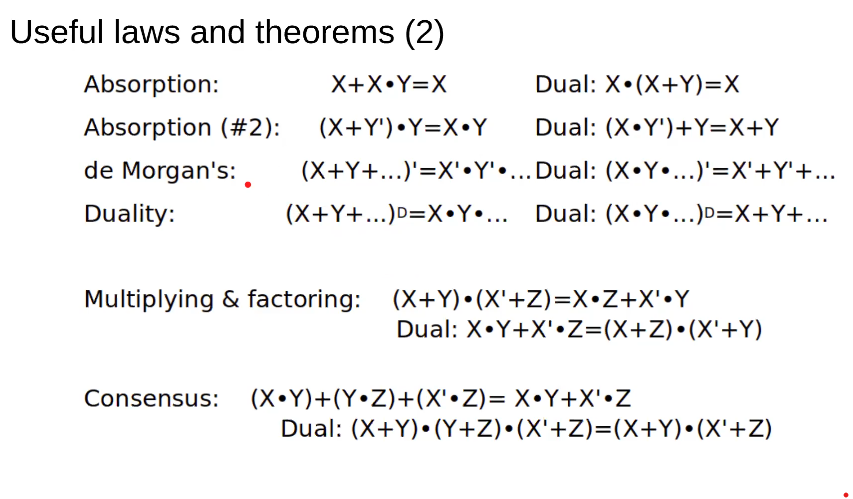 Useful laws and theorems (2)
Absorption: X+X•Y=X Dual: X•(X+Y)=X
Absorption (#2): (X+Y')•Y=X•Y Dual: (X•Y')+Y=X+Y
de Morgan's: (X+Y+...)'=X'•Y'•... Dual: (X•Y•...)'=X'+Y'+...
Duality: (X+Y+...)ᴰ=X•Y•... Dual: (X•Y•...)ᴰ=X+Y+...
Multiplying & factoring: (X+Y)•(X'+Z)=X•Z+X'•Y
Dual: X•Y+X'•Z=(X+Z)•(X'+Y)
Consensus: (X•Y)+(Y•Z)+(X'•Z)= X•Y+X'•Z
Dual: (X+Y)•(Y+Z)•(X'+Z)=(X+Y)•(X'+Z)